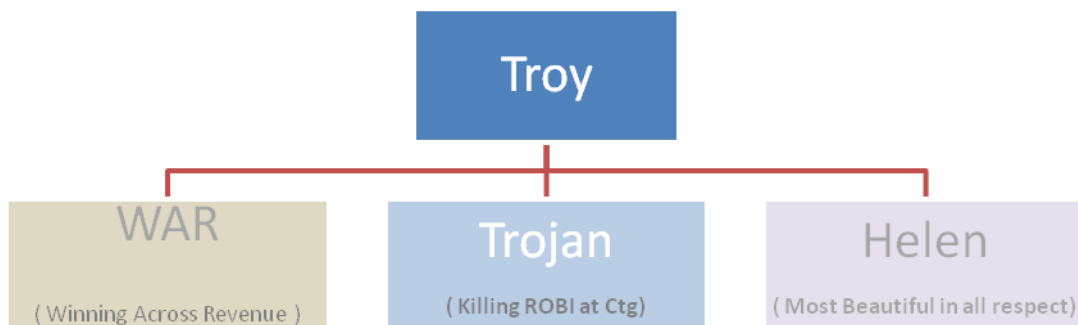 Troy
WAR
( Winning Across Revenue )
Trojan
( Killing ROBI at Ctg)
Helen
( Most Beautiful in all respect)